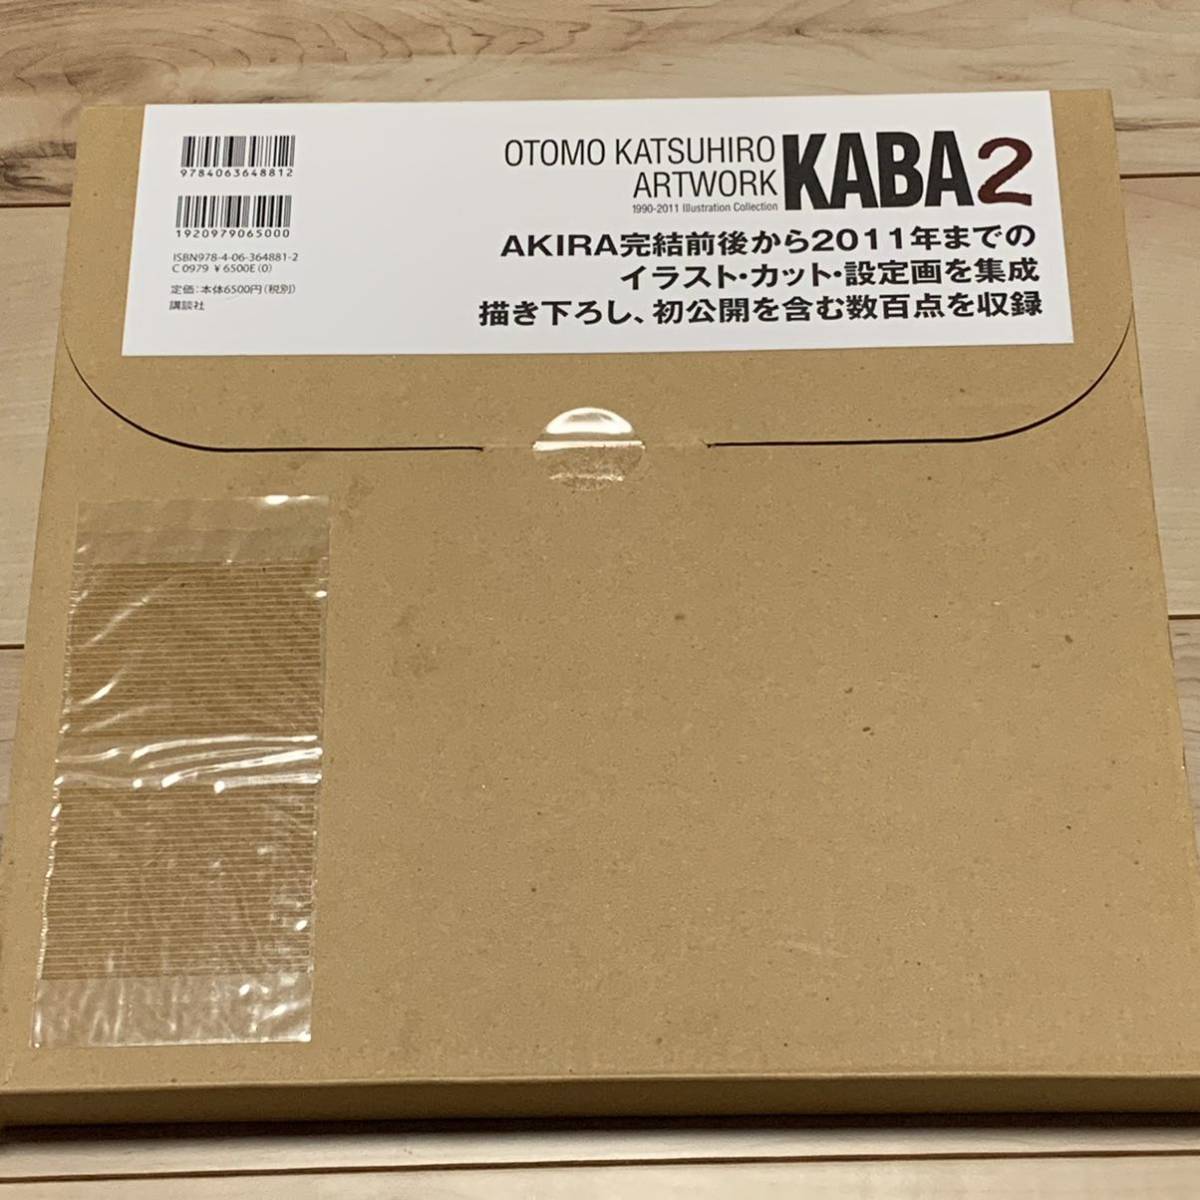 9784063648812
1920979065000
ISBN978-4-06-364881-2
C 0979 ¥6500E(0)
定価:本体6500円(税別)
講談社
OTOMO KATSUHIRO
ARTWORK
1990-2011 Illustration Collection
KABA2
AKIRA完結前後から2011年までの
イラスト・カット・設定画を集成
描き下ろし、初公開を含む数百点を収録